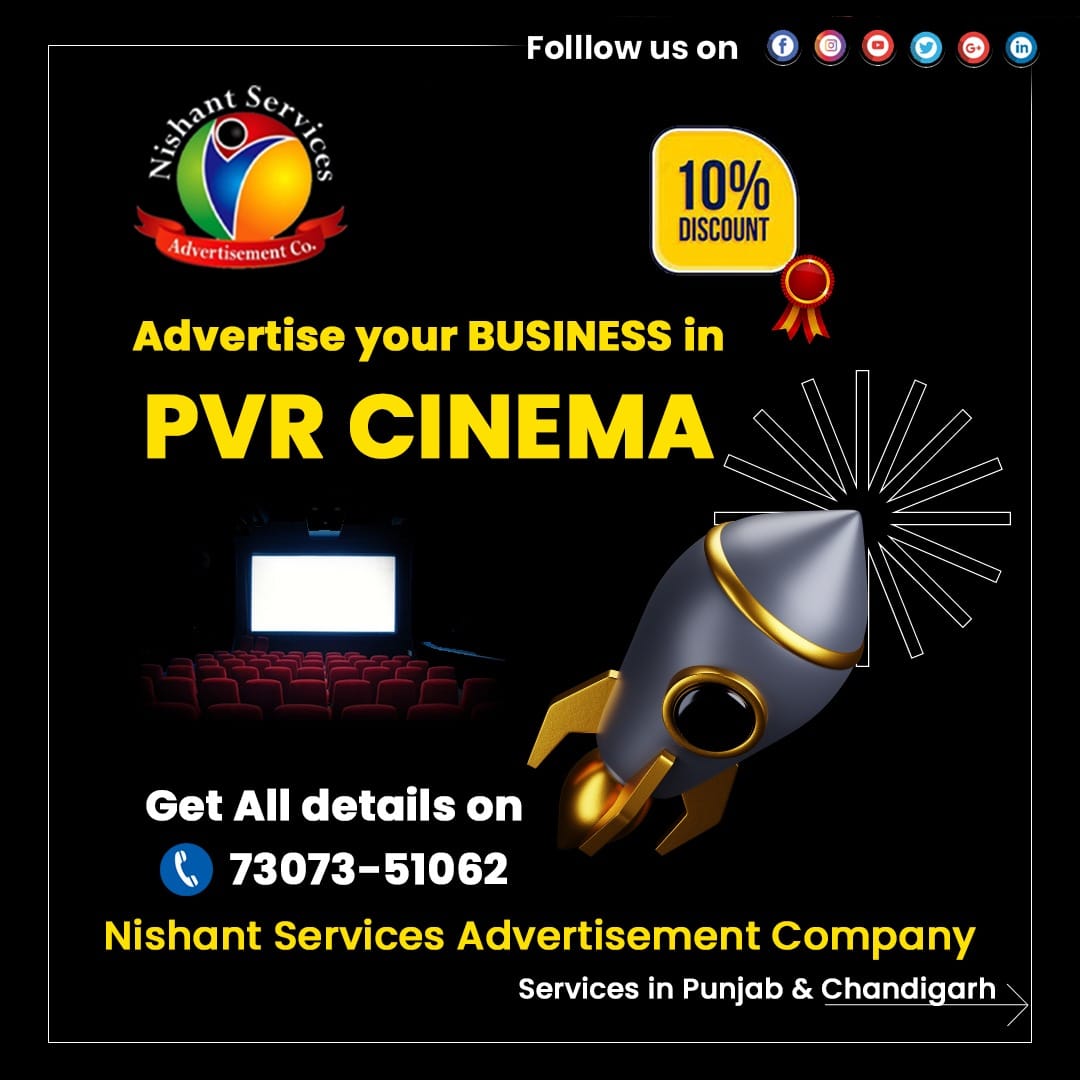 Folllow us on
Nishant Services
Advertisement Co.
10%
DISCOUNT
Advertise your BUSINESS in
PVR CINEMA
Get All details on
73073-51062
Nishant Services Advertisement Company
Services in Punjab & Chandigarh